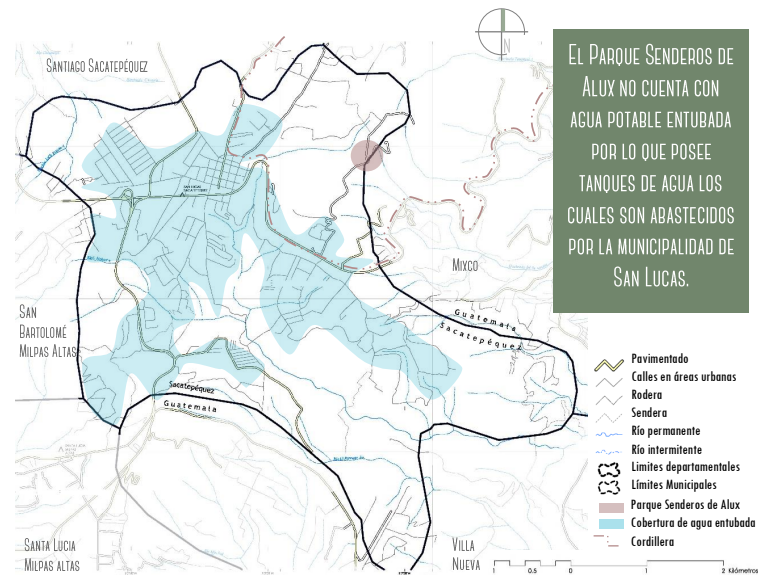 N
SANTIAGO SACATEPÉQUEZ
EL PARQUE SENDEROS DE
ALUX NO CUENTA CON
AGUA POTABLE ENTUBADA
POR LO QUE POSEE
TANQUES DE AGUA LOS
CUALES SON ABASTECIDOS
POR LA MUNICIPALIDAD DE
SAN LUCAS.
MIXCO
SAN
BARTOLOMÉ
MILPAS ALTAS
Guatemala
Sacatepéquez
Sacatepéquez
Guatemala
SANTA LUCIA
MILPAS ALTAS
VILLA
NUEVA
Pavimentado
Calles en áreas urbanas
Rodera
Sendera
Río permanente
Río intermitente
Limites departamentales
Límites Municipales
Parque Senderos de Alux
Cobertura de agua entubada
Cordillera
1 0.5 0 1 2 Kilómetros